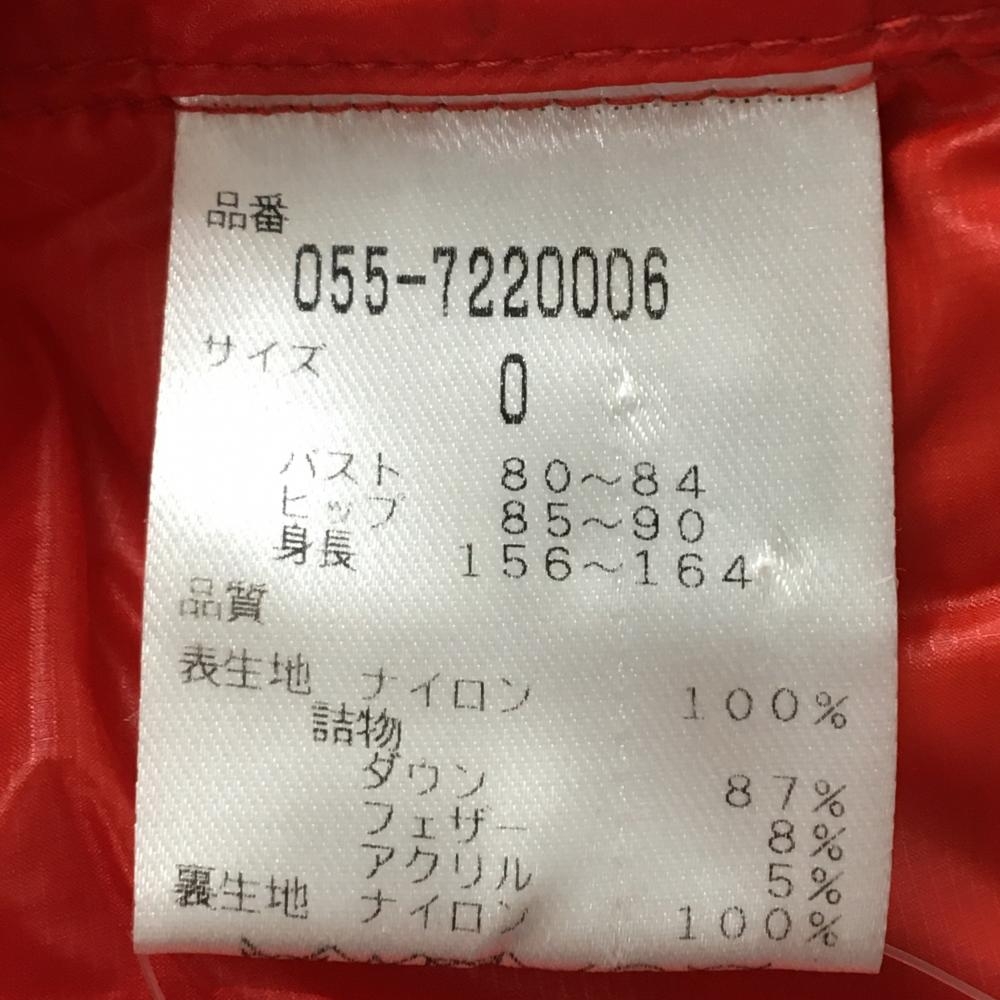 品番
055-7220006
サイズ
0
バスト 80～84
ヒップ 85～90
身長 156～164
品質
表生地 ナイロン 100%
詰物
ダウン 87%
フェザー 8%
アクリル 5%
裏生地 ナイロン 100%